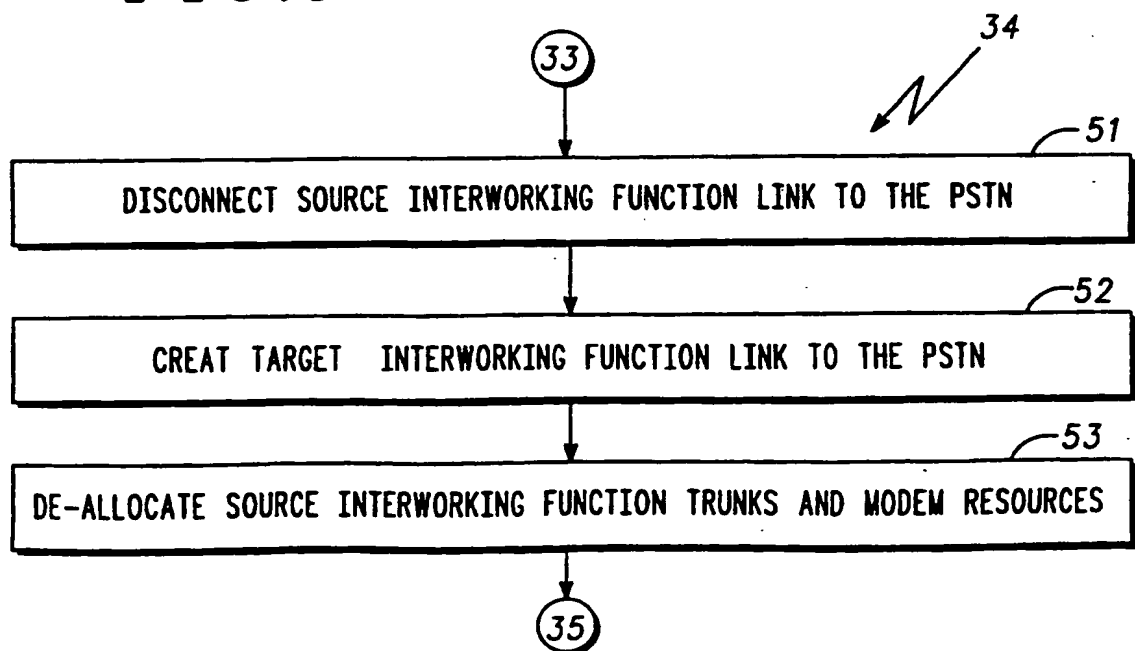 34
33
51
DISCONNECT SOURCE INTERWORKING FUNCTION LINK TO THE PSTN
52
CREAT TARGET INTERWORKING FUNCTION LINK TO THE PSTN
53
DE-ALLOCATE SOURCE INTERWORKING FUNCTION TRUNKS AND MODEM RESOURCES
35